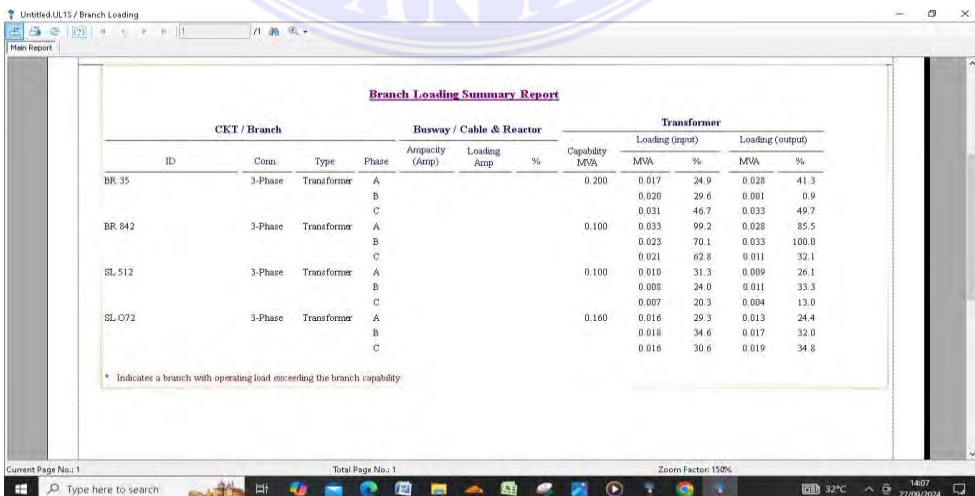 Untitled.UL1S / Branch Loading
1 /1
Main Report
Branch Loading Summary Report
CKT / Branch Busway / Cable & Reactor Transformer
Loading (input) Loading (output)
ID Conn. Type Phase Ampacity (Amp) Loading Amp % Capability MVA MVA % MVA %
BR 35 3-Phase Transformer A 0.200 0.017 24.9 0.028 41.3
B 0.020 29.6 0.001 0.9
C 0.031 46.7 0.033 49.7
BR 842 3-Phase Transformer A 0.100 0.033 99.2 0.028 85.5
B 0.023 70.1 0.033 100.0
C 0.021 62.8 0.011 32.1
SL 512 3-Phase Transformer A 0.100 0.010 31.3 0.009 26.1
B 0.008 24.0 0.011 33.3
C 0.007 20.3 0.004 13.0
SL O72 3-Phase Transformer A 0.160 0.016 29.3 0.013 24.4
B 0.018 34.6 0.017 32.0
C 0.016 30.6 0.019 34.8
* Indicates a branch with operating load exceeding the branch capability
Current Page No.: 1 Total Page No.: 1 Zoom Factor: 150%
Type here to search 32°C 14:07
27/09/2024